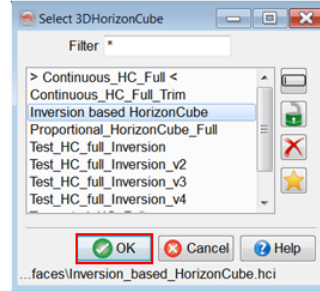 Select 3DHorizonCube
Filter *
> Continuous_HC_Full <
Continuous_HC_Full_Trim
Inversion based HorizonCube
Proportional_HorizonCube_Full
Test_HC_full_Inversion
Test_HC_full_Inversion_v2
Test_HC_full_Inversion_v3
Test_HC_full_Inversion_v4
OK Cancel Help
...faces\Inversion_based_HorizonCube.hci